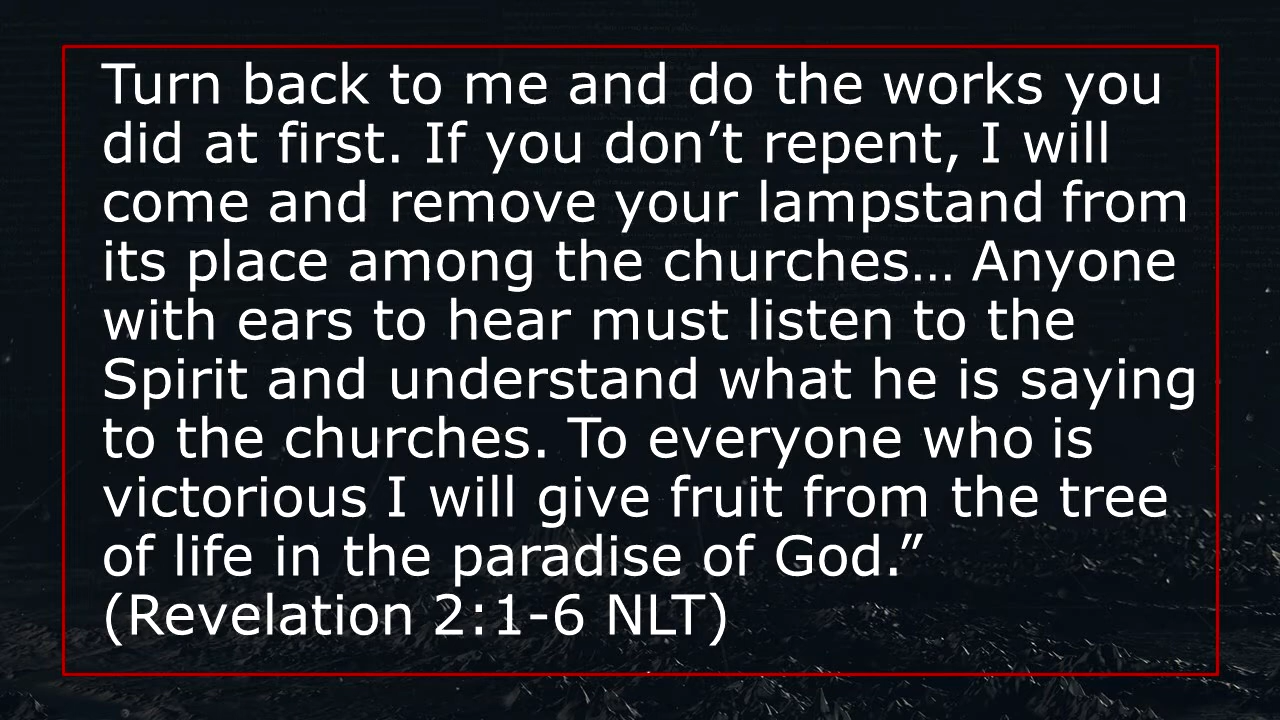 Turn back to me and do the works you
did at first. If you don’t repent, I will
come and remove your lampstand from
its place among the churches… Anyone
with ears to hear must listen to the
Spirit and understand what he is saying
to the churches. To everyone who is
victorious I will give fruit from the tree
of life in the paradise of God.”
(Revelation 2:1-6 NLT)